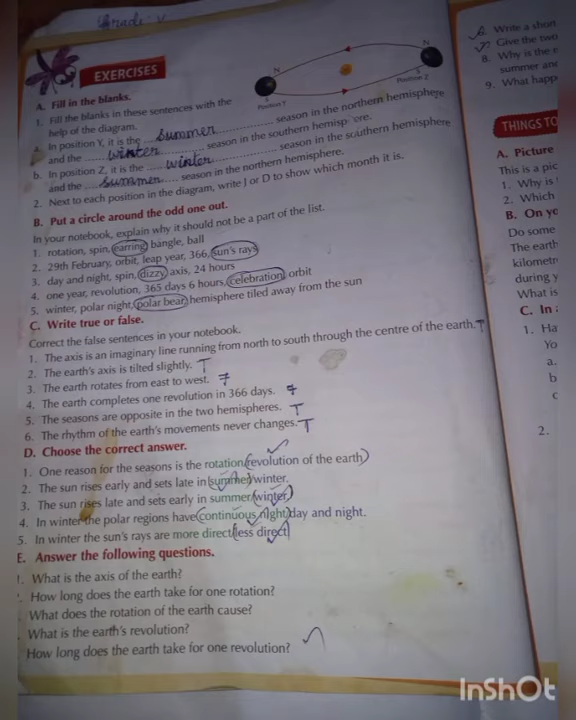 Grade: V
EXERCISES
A. Fill in the blanks.
1. Fill the blanks in these sentences with the
help of the diagram.
a. In position Y, it is the summer season in the northern hemisphere
and the winter season in the southern hemisphere.
b. In position Z, it is the winter season in the southern hemisphere
and the summer season in the northern hemisphere.
2. Next to each position in the diagram, write J or D to show which month it is.
N
S
Position Y
N
S
Position Z
B. Put a circle around the odd one out.
In your notebook, explain why it should not be a part of the list.
1. rotation, spin, earring, bangle, ball
2. 29th February, orbit, leap year, 366, sun's rays
3. day and night, spin, dizzy, axis, 24 hours
4. one year, revolution, 365 days 6 hours, celebration, orbit
5. winter, polar night, polar bear, hemisphere tiled away from the sun
C. Write true or false.
Correct the false sentences in your notebook.
1. The axis is an imaginary line running from north to south through the centre of the earth. T
2. The earth's axis is tilted slightly. T
3. The earth rotates from east to west. F
4. The earth completes one revolution in 366 days. F
5. The seasons are opposite in the two hemispheres. T
6. The rhythm of the earth's movements never changes. T
D. Choose the correct answer.
1. One reason for the seasons is the rotation/revolution of the earth
2. The sun rises early and sets late in summer/winter.
3. The sun rises late and sets early in summer/winter.
4. In winter the polar regions have continuous night/day and night.
5. In winter the sun's rays are more direct/less direct
E. Answer the following questions.
1. What is the axis of the earth?
2. How long does the earth take for one rotation?
What does the rotation of the earth cause?
What is the earth's revolution?
How long does the earth take for one revolution?
6. Write a short
7. Give the two
8. Why is the
summer and
9. What happ
THINGS TO
A. Picture
This is a pic
1. Why is
2. Which
B. On yo
Do some
The earth
kilometr
during y
What is
C. In
1. Ha
Yo
a.
b
c
2.
InShOt